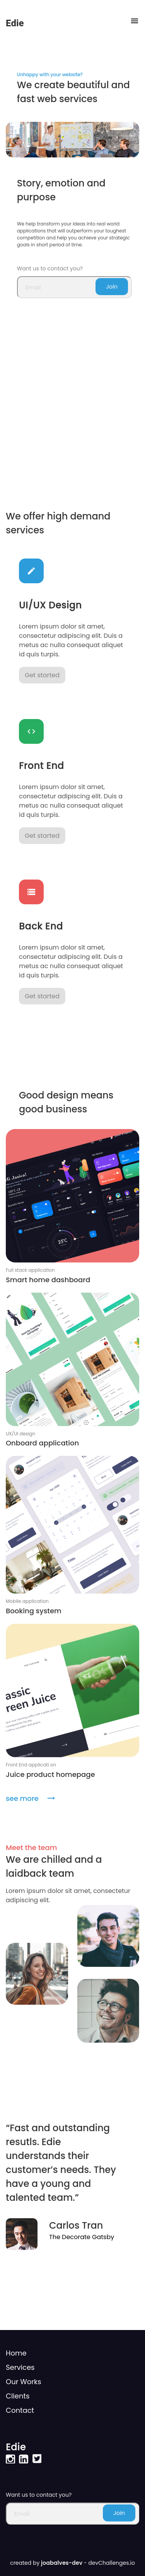 Edie
Unhappy with your website?
We create beautiful and
fast web services
Story, emotion and
purpose
We help transform your ideas into real world
applications that will outperform your toughest
competition and help you achieve your strategic
goals in short period of time.
Want us to contact you?
Email
Join
We offer high demand
services
UI/UX Design
Lorem ipsum dolor sit amet,
consectetur adipiscing elit. Duis a
metus ac nulla consequat aliquet
id quis turpis.
Get started
Front End
Lorem ipsum dolor sit amet,
consectetur adipiscing elit. Duis a
metus ac nulla consequat aliquet
id quis turpis.
Get started
Back End
Lorem ipsum dolor sit amet,
consectetur adipiscing elit. Duis a
metus ac nulla consequat aliquet
id quis turpis.
Get started
Good design means
good business
23°C
Full stack application
Smart home dashboard
UX/UI design
Onboard application
Mobile application
Booking system
assic
reen Juice
Front End application
Juice product homepage
see more
Meet the team
We are chilled and a
laidback team
Lorem ipsum dolor sit amet, consectetur
adipiscing elit.
“Fast and outstanding
resutls. Edie
understands their
customer’s needs. They
have a young and
talented team.”
Carlos Tran
The Decorate Gatsby
Home
Services
Our Works
Clients
Contact
Edie
Want us to contact you?
Email
Join
created by joabalves-dev - devChallenges.io